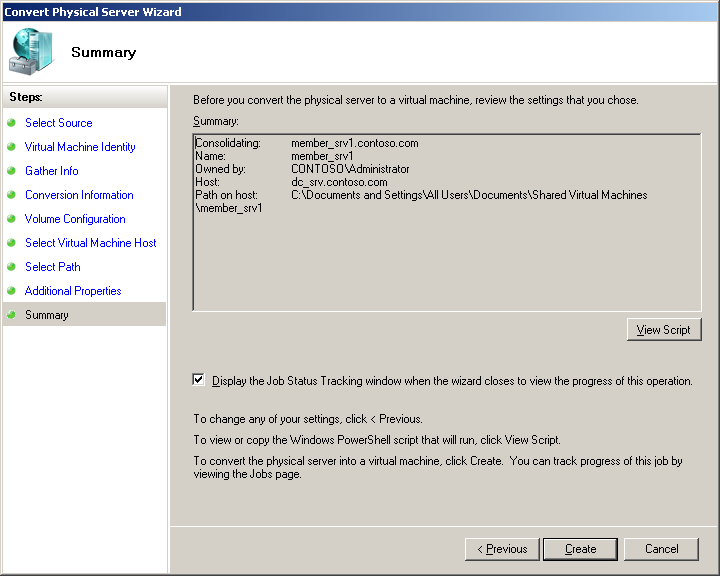 Convert Physical Server Wizard
Summary
Steps:
Select Source
Virtual Machine Identity
Gather Info
Conversion Information
Volume Configuration
Select Virtual Machine Host
Select Path
Additional Properties
Summary
Before you convert the physical server to a virtual machine, review the settings that you chose.
Summary:
Consolidating: member_srv1.contoso.com
Name: member_srv1
Owned by: CONTOSO\Administrator
Host: dc_srv.contoso.com
Path on host: C:\Documents and Settings\All Users\Documents\Shared Virtual Machines
\member_srv1
View Script
Display the Job Status Tracking window when the wizard closes to view the progress of this operation.
To change any of your settings, click < Previous.
To view or copy the Windows PowerShell script that will run, click View Script.
To convert the physical server into a virtual machine, click Create. You can track progress of this job by
viewing the Jobs page.
< Previous
Create
Cancel